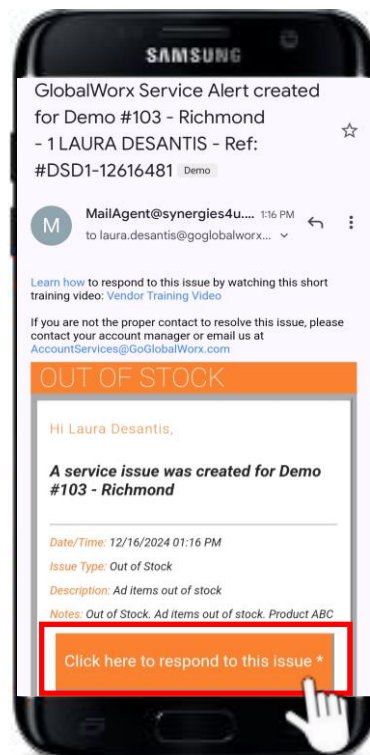 SAMSUNG
GlobalWorx Service Alert created
for Demo #103 - Richmond
- 1 LAURA DESANTIS - Ref:
#DSD1-12616481 Demo
M
MailAgent@synergies4u.... 1:16 PM
to laura.desantis@goglobalworx...
Learn how to respond to this issue by watching this short
training video: Vendor Training Video
If you are not the proper contact to resolve this issue, please
contact your account manager or email us at
AccountServices@GoGlobalWorx.com
OUT OF STOCK
Hi Laura Desantis,
A service issue was created for Demo
#103 - Richmond
Date/Time: 12/16/2024 01:16 PM
Issue Type: Out of Stock
Description: Ad items out of stock
Notes: Out of Stock. Ad items out of stock. Product ABC
Click here to respond to this issue *